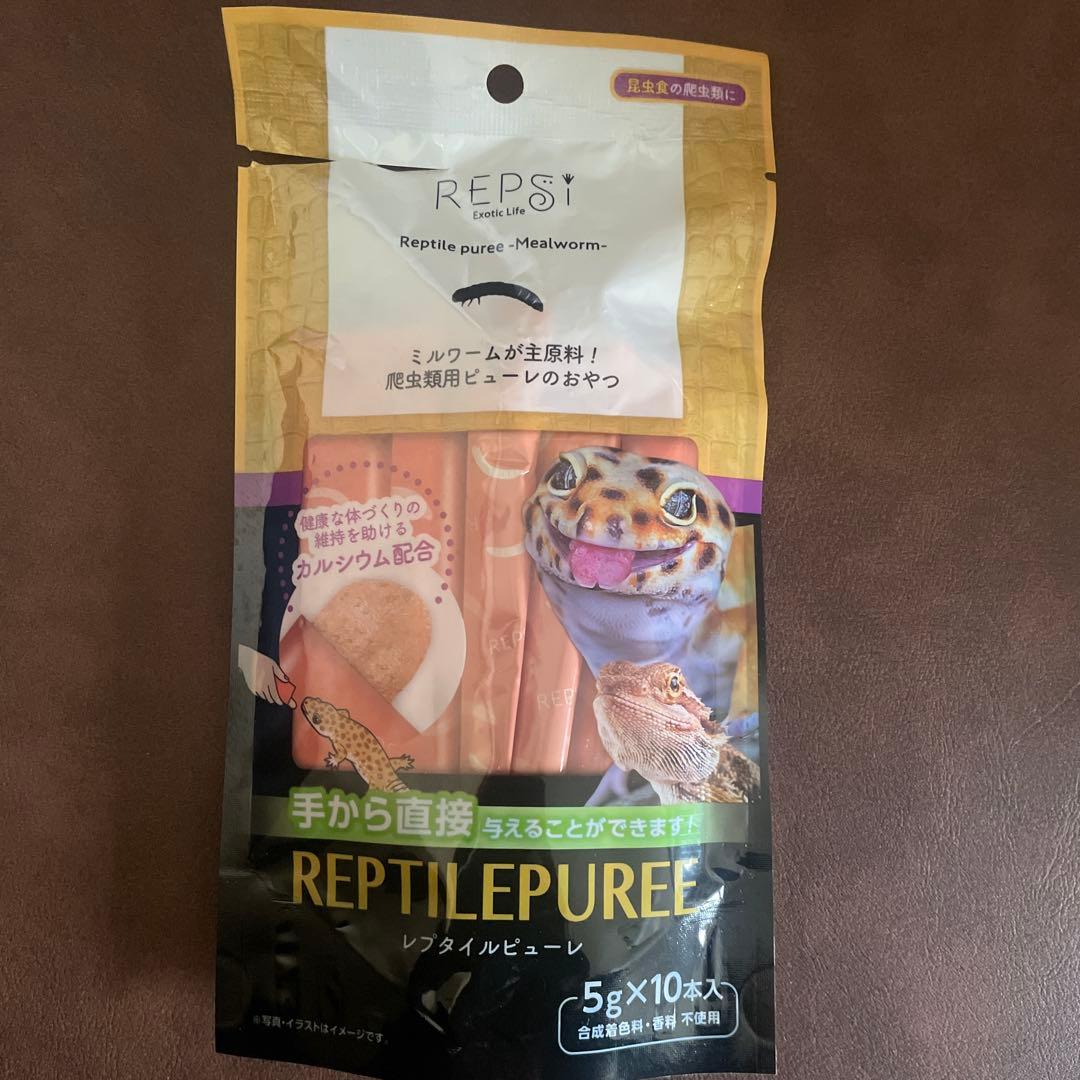 昆虫食の爬虫類に
REPSi
Exotic Life
Reptile puree -Mealworm-
ミルワームが主原料！
爬虫類用ピューレのおやつ
健康な体づくりの
維持を助ける
カルシウム配合
REP
REP
手から直接 与えることができます！
REPTILEPUREE
レプタイルピューレ
5g×10本入
合成着色料・香料 不使用
※写真・イラストはイメージです。